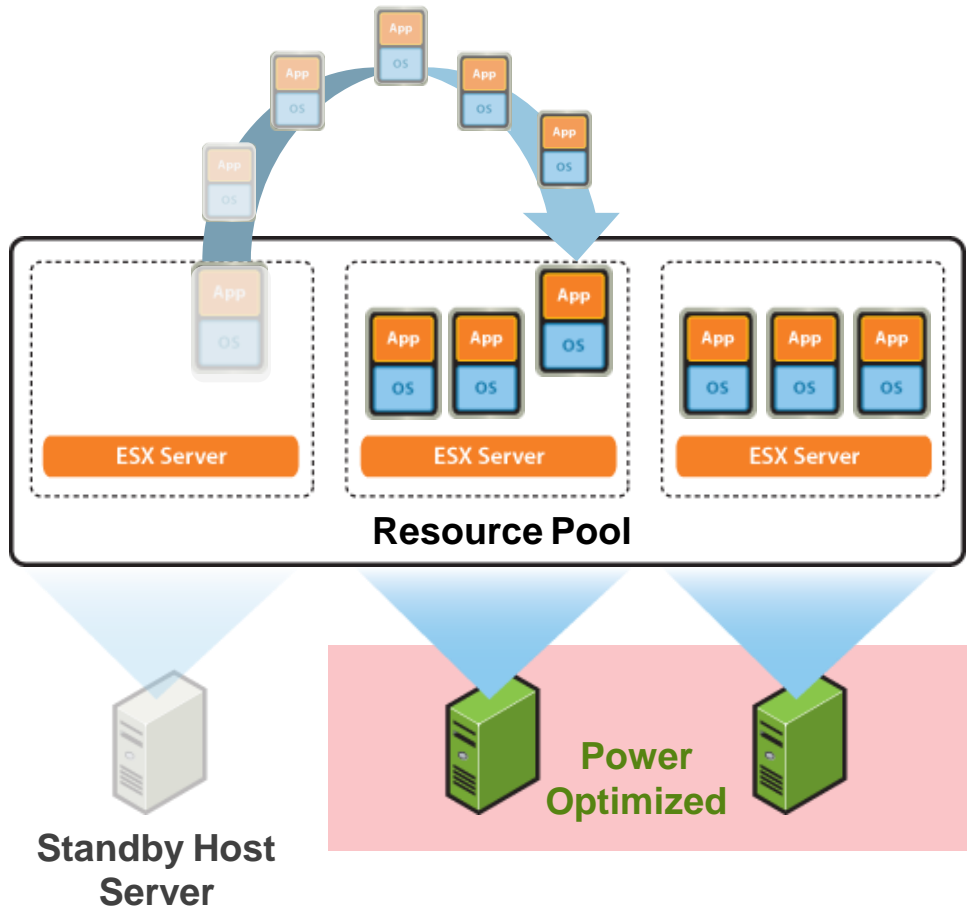 App
OS
App
OS
App
OS
App
OS
App
OS
App
OS
App
OS
App
OS
App
OS
App
OS
App
OS
App
OS
ESX Server
ESX Server
ESX Server
Resource Pool
Power
Optimized
Standby Host
Server